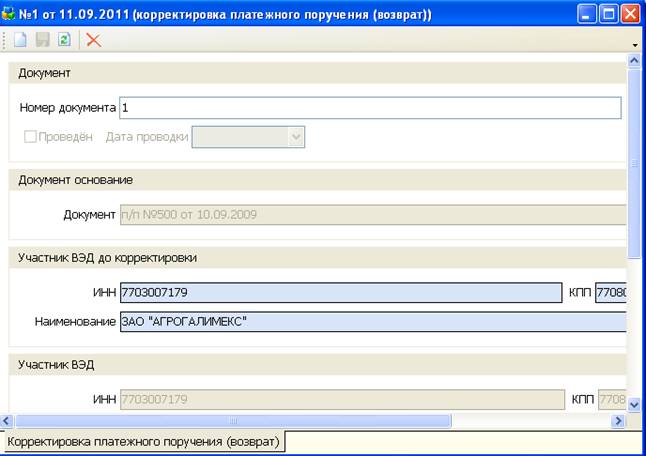 №1 от 11.09.2011 (корректировка платежного поручения (возврат))
Документ
Номер документа 1
Проведён Дата проводки
Документ основание
Документ п/п №500 от 10.09.2009
Участник ВЭД до корректировки
ИНН 7703007179 КПП 7708
Наименование ЗАО "АГРОГАЛИМЕКС"
Участник ВЭД
ИНН 7703007179 КПП 7708
Корректировка платежного поручения (возврат)